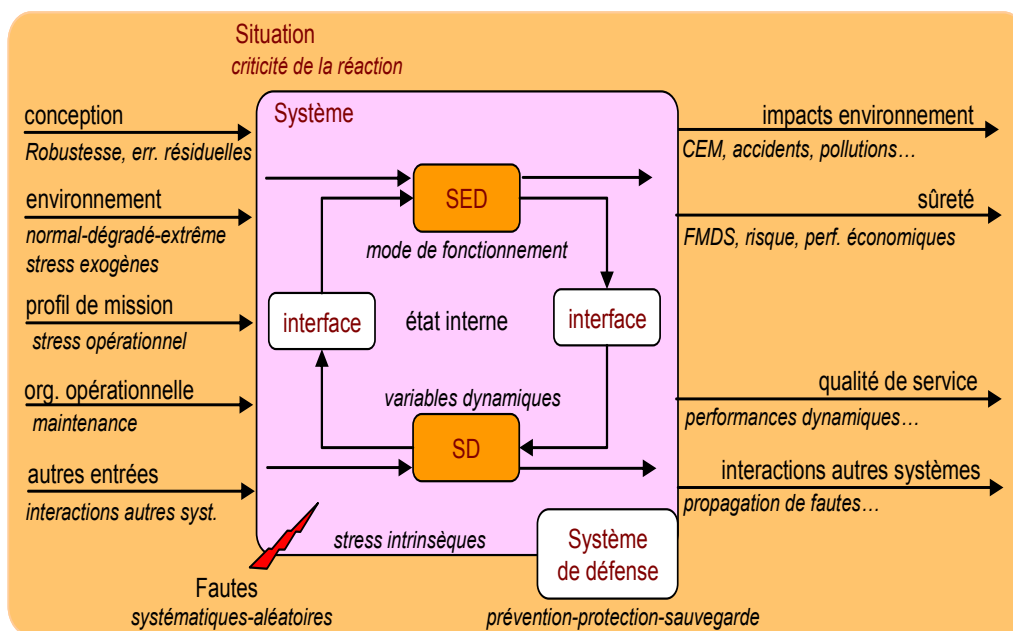 Situation
criticité de la réaction
conception
Robustesse, err. résiduelles
environnement
normal-dégradé-extrême
stress exogènes
profil de mission
stress opérationnel
org. opérationnelle
maintenance
autres entrées
interactions autres syst.
Fautes
systématiques-aléatoires
Système
SED
mode de fonctionnement
interface
état interne
interface
variables dynamiques
SD
stress intrinsèques
Système
de défense
prévention-protection-sauvegarde
impacts environnement
CEM, accidents, pollutions…
sûreté
FMDS, risque, perf. économiques
qualité de service
performances dynamiques…
interactions autres systèmes
propagation de fautes…